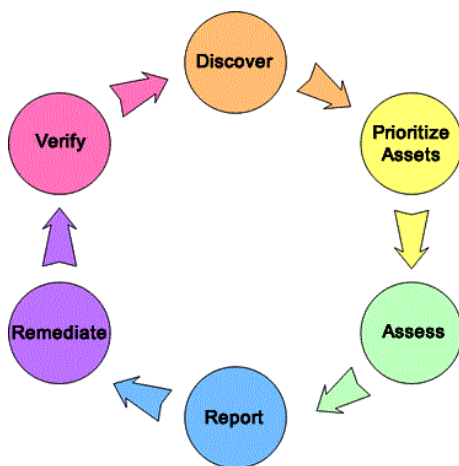 Discover
Prioritize
Assets
Assess
Report
Remediate
Verify